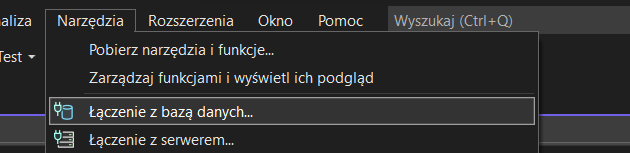 naliza Narzędzia Rozszerzenia Okno Pomoc Wyszukaj (Ctrl+Q)
Test
Pobierz narzędzia i funkcje...
Zarządzaj funkcjami i wyświetl ich podgląd
Łączenie z bazą danych...
Łączenie z serwerem...